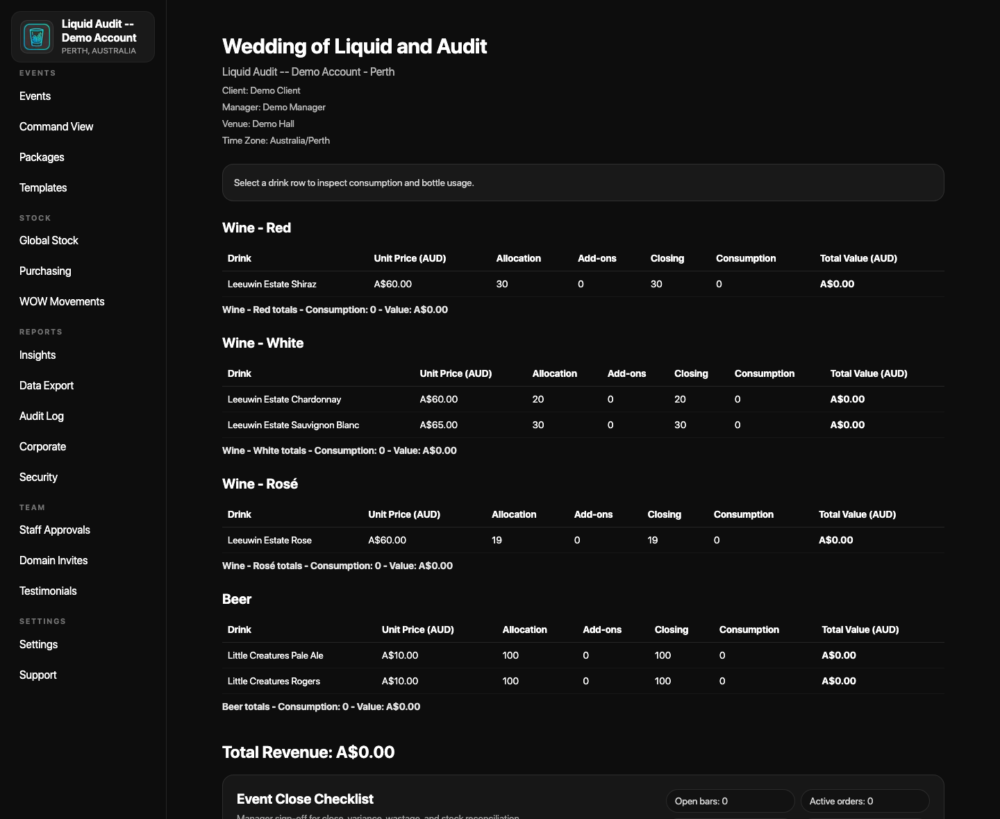 Liquid Audit --
Demo Account
PERTH, AUSTRALIA
EVENTS
Events
Command View
Packages
Templates
STOCK
Global Stock
Purchasing
WOW Movements
REPORTS
Insights
Data Export
Audit Log
Corporate
Security
TEAM
Staff Approvals
Domain Invites
Testimonials
SETTINGS
Settings
Support
Wedding of Liquid and Audit
Liquid Audit -- Demo Account - Perth
Client: Demo Client
Manager: Demo Manager
Venue: Demo Hall
Time Zone: Australia/Perth
Select a drink row to inspect consumption and bottle usage.
Wine - Red
Drink Unit Price (AUD) Allocation Add-ons Closing Consumption Total Value (AUD)
Leeuwin Estate Shiraz A$60.00 30 0 30 0 A$0.00
Wine - Red totals - Consumption: 0 - Value: A$0.00
Wine - White
Drink Unit Price (AUD) Allocation Add-ons Closing Consumption Total Value (AUD)
Leeuwin Estate Chardonnay A$60.00 20 0 20 0 A$0.00
Leeuwin Estate Sauvignon Blanc A$65.00 30 0 30 0 A$0.00
Wine - White totals - Consumption: 0 - Value: A$0.00
Wine - Rosé
Drink Unit Price (AUD) Allocation Add-ons Closing Consumption Total Value (AUD)
Leeuwin Estate Rose A$60.00 19 0 19 0 A$0.00
Wine - Rosé totals - Consumption: 0 - Value: A$0.00
Beer
Drink Unit Price (AUD) Allocation Add-ons Closing Consumption Total Value (AUD)
Little Creatures Pale Ale A$10.00 100 0 100 0 A$0.00
Little Creatures Rogers A$10.00 100 0 100 0 A$0.00
Beer totals - Consumption: 0 - Value: A$0.00
Total Revenue: A$0.00
Event Close Checklist
Open bars: 0
Active orders: 0
Manager sign-off for close, variance, wastage, and stock reconciliation